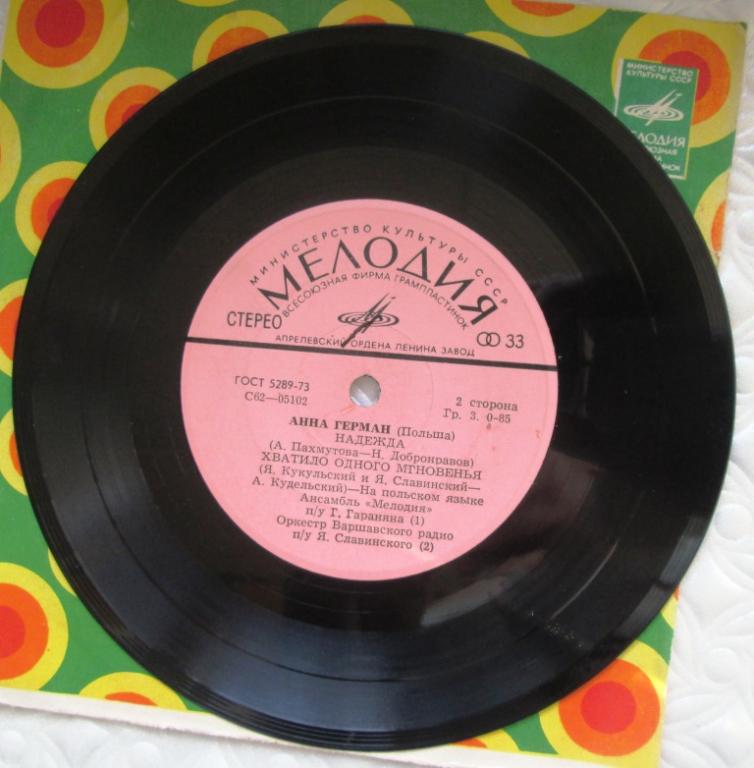 МИНИСТЕРСТВО КУЛЬТУРЫ СССР
МЕЛОДИЯ
ВСЕСОЮЗНАЯ ФИРМА ГРАМПЛАСТИНОК
СТЕРЕО
33
АПРЕЛЕВСКИЙ ОРДЕНА ЛЕНИНА ЗАВОД
ГОСТ 5289-73
С62—05102
2 сторона
Гр. 3. 0-85
АННА ГЕРМАН (Польша)
НАДЕЖДА
(А. Пахмутова—Н. Добронравов)
ХВАТИЛО ОДНОГО МГНОВЕНЬЯ
(Я. Кукульский и Я. Славинский—
А. Кудельский)—На польском языке
Ансамбль «Мелодия»
п/у Г. Гараняна (1)
Оркестр Варшавского радио
п/у Я. Славинского (2)
МИНИСТЕРСТВО
КУЛЬТУРЫ СССР